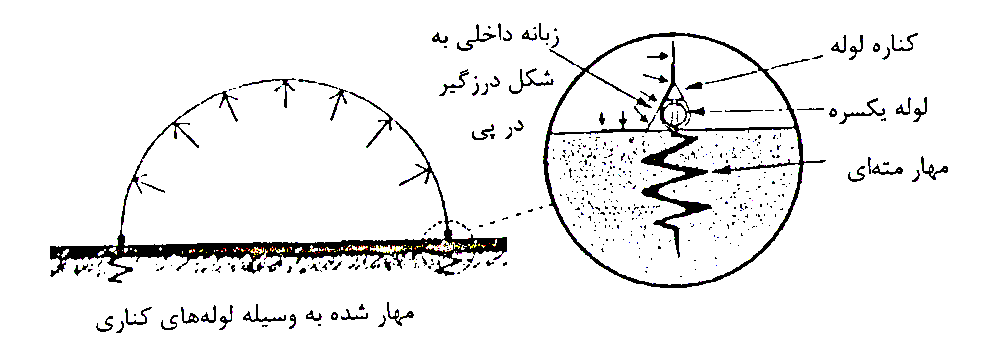 زبانه داخلی به
شکل درزگیر
در پی
کناره لوله
لوله یکسره
مهار مته‌ای
مهار شده به وسیله لوله‌های کناری